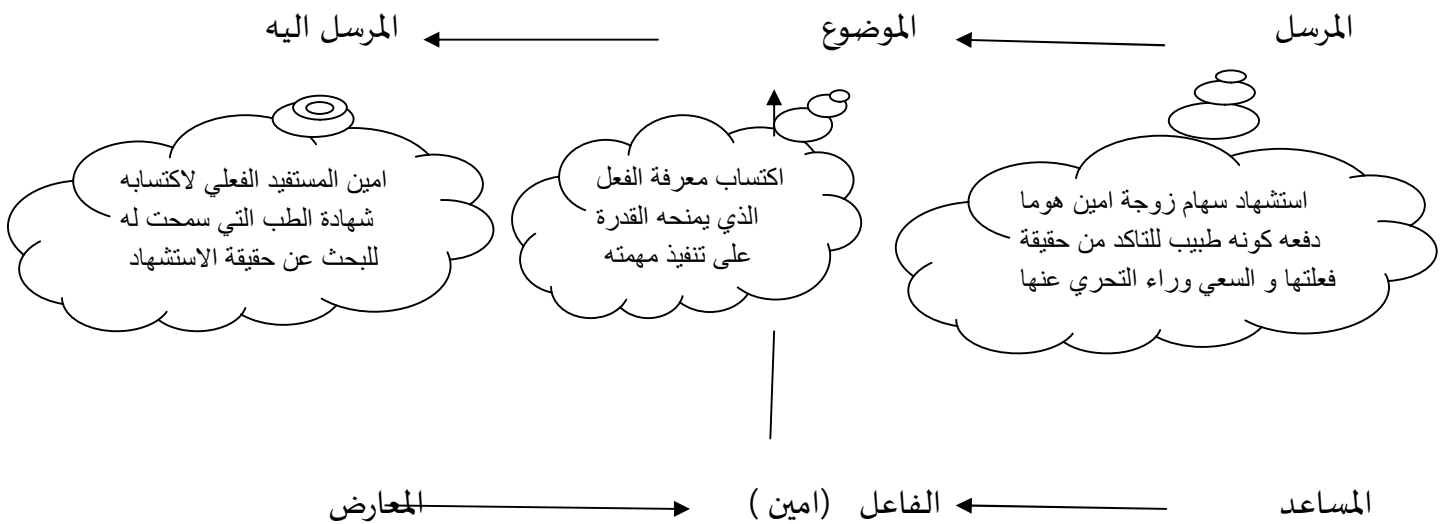 المرسل
الموضوع
المرسل اليه
استشهاد سهام زوجة امين هوما
دفعه كونه طبيب للتاكد من حقيقة
فعلتها و السعي وراء التحري عنها
اكتساب معرفة الفعل
الذي يمنحه القدرة
على تنفيذ مهمته
امين المستفيد الفعلي لاكتسابه
شهادة الطب التي سمحت له
للبحث عن حقيقة الاستشهاد
المساعد
الفاعل (امين )
المعارض